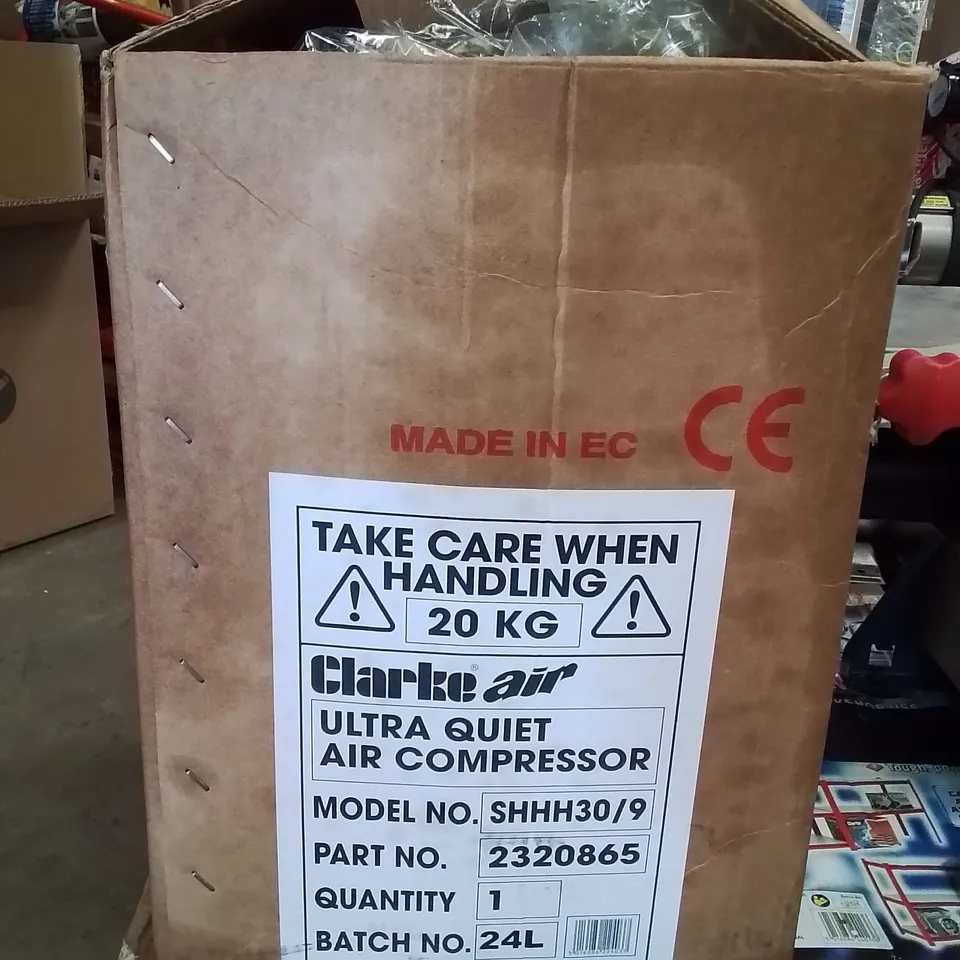 MADE IN EC CE
TAKE CARE WHEN
HANDLING
20 KG
Clarke® air
ULTRA QUIET
AIR COMPRESSOR
MODEL NO. SHHH30/9
PART NO. 2320865
QUANTITY 1
BATCH NO. 24L